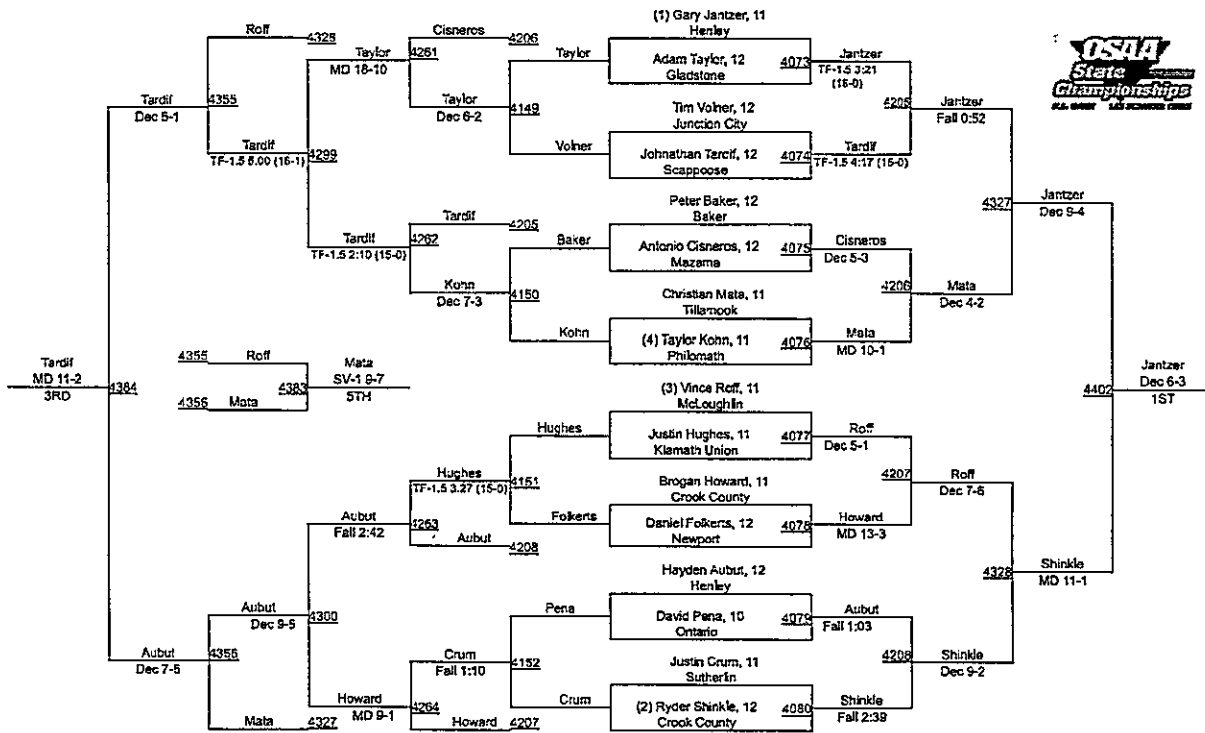 OSAA
State
Championships
Roff
4328
Taylor
MD 18-10
Cisneros
4206
4261
Taylor
Dec 6-2
4149
Taylor
Volner
Tardif
Dec 5-1
4355
Tardif
TF-1.5 5:00 (16-1)
4299
Tardif
TF-1.5 2:10 (15-0)
Tardif
4205
4262
Kohn
Dec 7-3
4150
Baker
Kohn
(1) Gary Jantzer, 11
Henley
Adam Taylor, 12
Gladstone
4073
Jantzer
TF-1.5 3:21
(16-0)
Tim Volner, 12
Junction City
Johnathan Tardif, 12
Scappoose
4074
Tardif
TF-1.5 4:17 (15-0)
4205
Jantzer
Fall 0:52
Peter Baker, 12
Baker
Antonio Cisneros, 12
Mazama
4075
Cisneros
Dec 5-3
Christian Mata, 11
Tillamook
(4) Taylor Kohn, 11
Philomath
4076
Mata
MD 10-1
4206
Mata
Dec 4-2
4327
Jantzer
Dec 9-4
Tardif
MD 11-2
3RD
4384
4355
Roff
4356
Mata
4383
Mata
SV-1 9-7
5TH
4402
Jantzer
Dec 6-3
1ST
(3) Vince Roff, 11
McLoughlin
Justin Hughes, 11
Klamath Union
4077
Roff
Dec 5-1
Brogan Howard, 11
Crook County
Daniel Folkerts, 12
Newport
4078
Howard
MD 13-3
4207
Roff
Dec 7-6
Hughes
Folkerts
4151
Hughes
TF-1.5 3:27 (15-0)
4263
Aubut
4208
Aubut
Fall 2:42
Hayden Aubut, 12
Henley
David Pena, 10
Ontario
4079
Aubut
Fall 1:03
Justin Crum, 11
Sutherlin
(2) Ryder Shinkle, 12
Crook County
4080
Shinkle
Fall 2:39
4208
Shinkle
Dec 9-2
4328
Shinkle
MD 11-1
Pena
Crum
4152
Crum
Fall 1:10
4264
Howard
4207
Howard
MD 9-1
4300
Aubut
Dec 9-5
4356
Mata
4327
Aubut
Dec 7-5